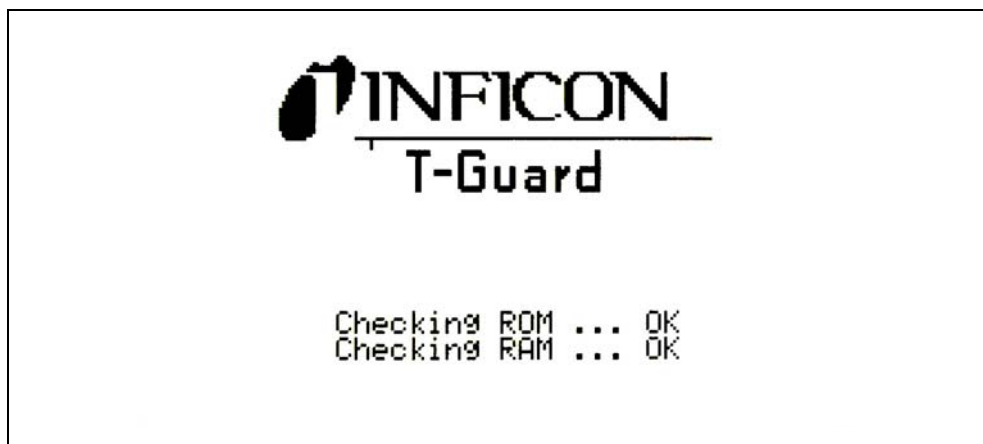 INFICON
T-Guard
Checking ROM ... OK
Checking RAM ... OK